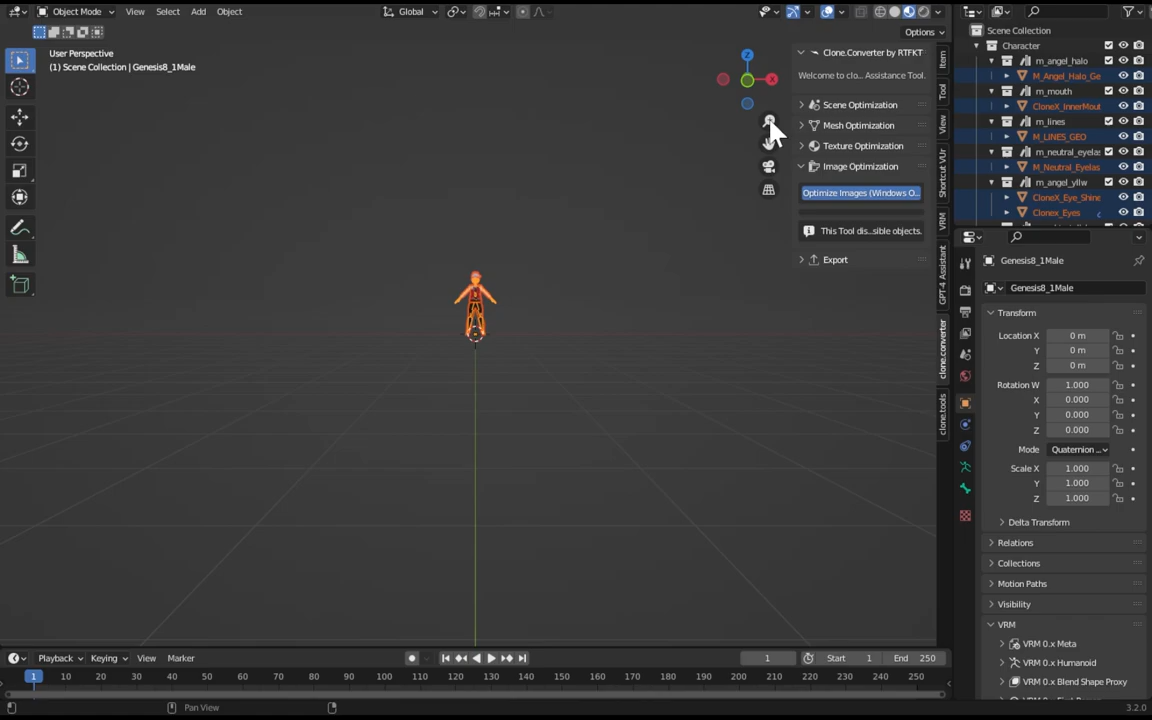 Object Mode
View
Select
Add
Object
Global
Options
User Perspective
(1) Scene Collection | Genesis8_1Male
Z
X
Clone.Converter by RTFKT
Welcome to clo... Assistance Tool.
Scene Optimization
Mesh Optimization
Texture Optimization
Image Optimization
Optimize Images (Windows O...
This Tool dis...sible objects.
Export
Item
Tool
View
Shortcut VUr
VRM
GPT-4 Assistant
clone.converter
clone.tools
Scene Collection
Character
m_angel_halo
M_Angel_Halo_Ge
m_mouth
CloneX_InnerMout
m_lines
M_LINES_GEO
m_neutral_eyelas
M_Neutral_Eyelas
m_angel_yllw
CloneX_Eye_Shine
Clonex_Eyes
Genesis8_1Male
Genesis8_1Male
Transform
Location X 0 m
Y 0 m
Z 0 m
Rotation W 1.000
X 0.000
Y 0.000
Z 0.000
Mode Quaternion ...
Scale X 1.000
Y 1.000
Z 1.000
Delta Transform
Relations
Collections
Motion Paths
Visibility
VRM
VRM 0.x Meta
VRM 0.x Humanoid
VRM 0.x Blend Shape Proxy
Playback
Keying
View
Marker
1
Start 1
End 250
1 10 20 30 40 50 60 70 80 90 100 110 120 130 140 150 160 170 180 190 200 210 220 230 240 250
Pan View
3.2.0